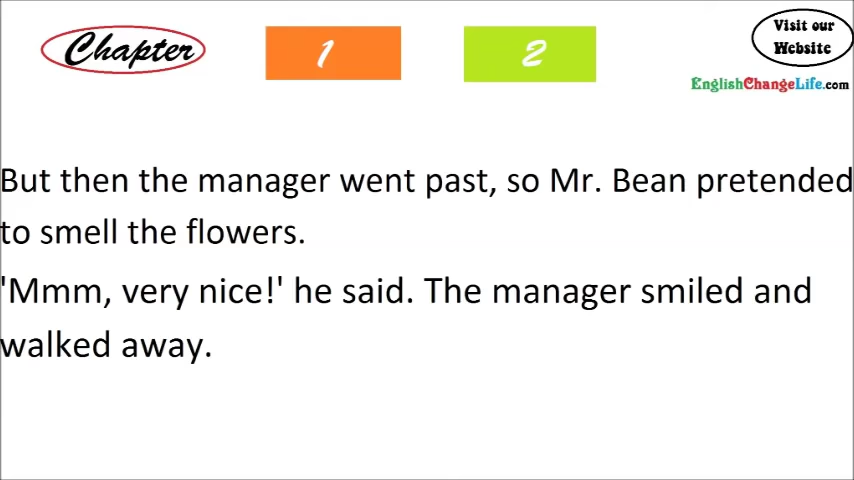 Chapter 1 2
Visit our
Website
EnglishChangeLife.com
But then the manager went past, so Mr. Bean pretended
to smell the flowers.
'Mmm, very nice!' he said. The manager smiled and
walked away.